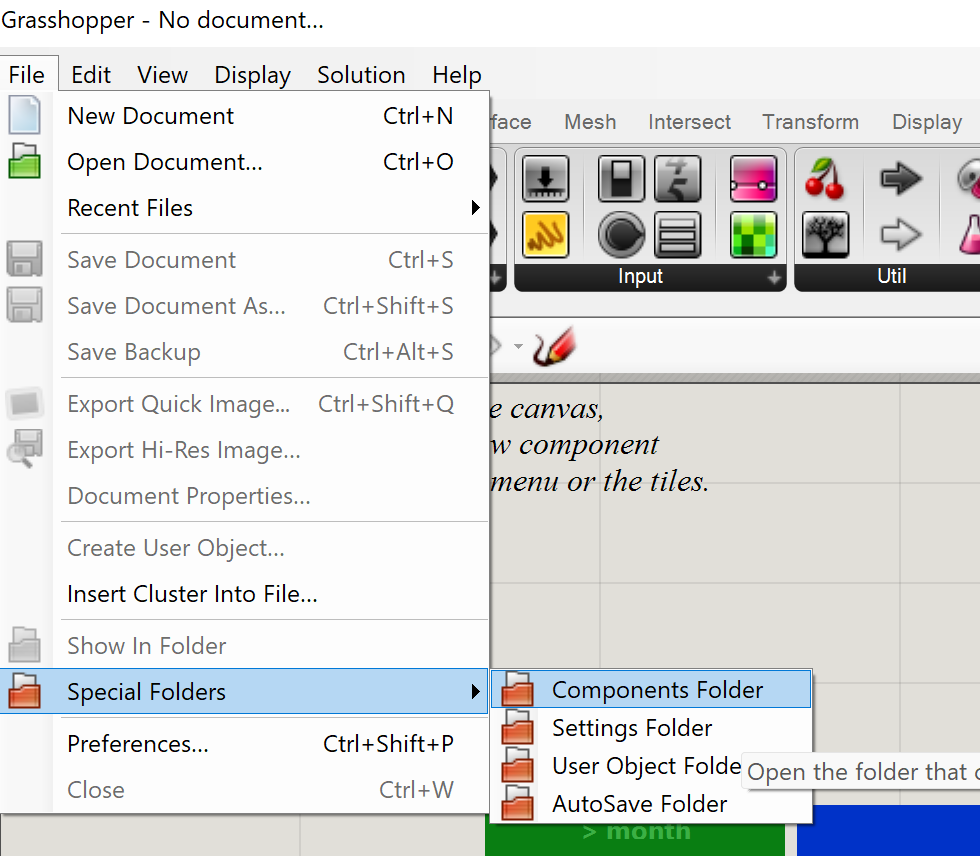 Grasshopper - No document...
File Edit View Display Solution Help
New Document Ctrl+N
Open Document... Ctrl+O
Recent Files
Save Document Ctrl+S
Save Document As... Ctrl+Shift+S
Save Backup Ctrl+Alt+S
Export Quick Image... Ctrl+Shift+Q
Export Hi-Res Image...
Document Properties...
Create User Object...
Insert Cluster Into File...
Show In Folder
Special Folders
Preferences... Ctrl+Shift+P
Close Ctrl+W
face Mesh Intersect Transform Display
Input Util
e canvas,
w component
menu or the tiles.
Components Folder
Settings Folder
User Object Folde
AutoSave Folder
Open the folder that c
> month